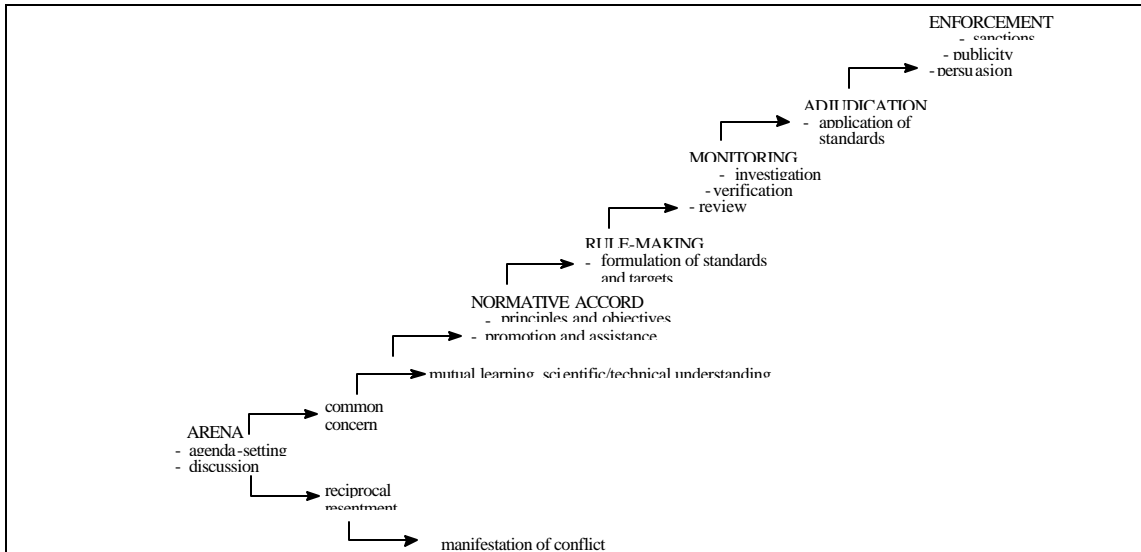 ENFORCEMENT
- sanctions
- publicity
- persuasion
ADJUDICATION
- application of
standards
MONITORING
- investigation
- verification
- review
RULE-MAKING
- formulation of standards
and targets
NORMATIVE ACCORD
- principles and objectives
- promotion and assistance
mutual learning, scientific/technical understanding
common
concern
ARENA
- agenda-setting
- discussion
reciprocal
resentment
manifestation of conflict